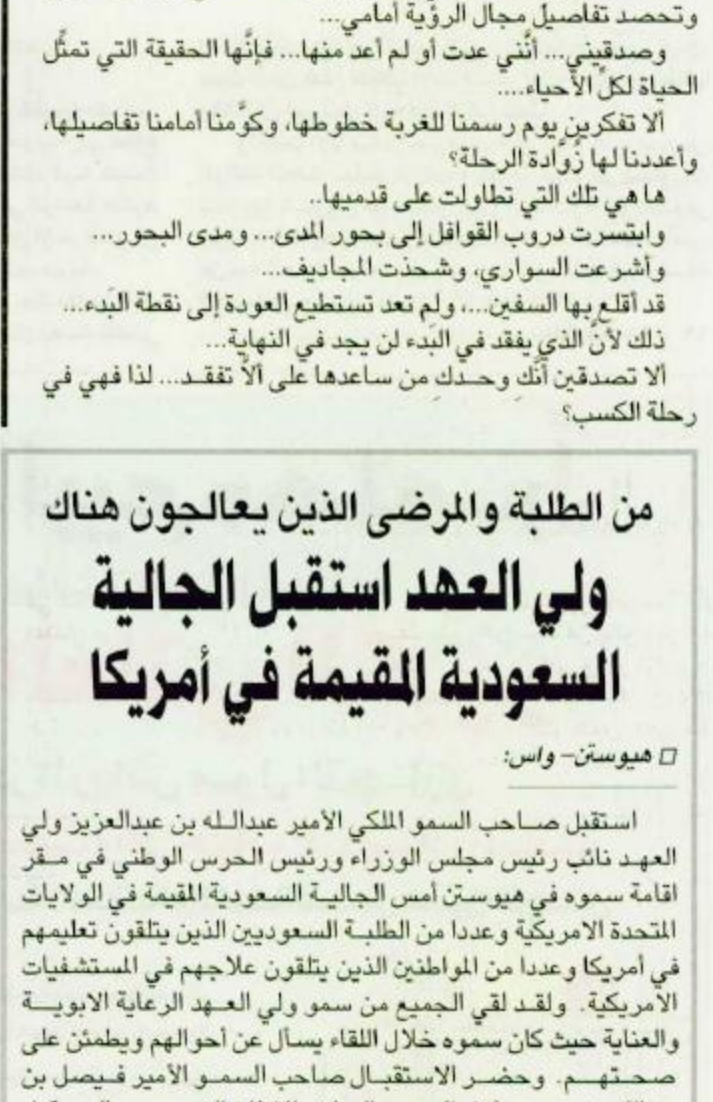 وتحصد تفاصيل مجال الرؤية أمامي...
وصدقيني... أنَّني عدت أو لم أعد منها... فإنَّها الحقيقة التي تمثِّل
الحياة لكلِّ الأحياء....
ألا تفكرين يوم رسمنا للغربة خطوطها، وكوَّمنا أمامنا تفاصيلها،
وأعددنا لها زُوَّادة الرحلة؟
ها هي تلك التي تطاولت على قدميها..
وابتسرت دروب القوافل إلى بحور المدى... ومدى البحور...
وأشرعت السواري، وشحذت المجاديف...
قد أقلع بها السفين...، ولم تعد تستطيع العودة إلى نقطة البَدء...
ذلك لأنَّ الذي يفقد في البَدء لن يجد في النهاية...
ألا تصدقين أنَّكِ وحدكِ من ساعدها على ألاَّ تفقد... لذا فهي في
رحلة الكسب؟
من الطلبة والمرضى الذين يعالجون هناك
ولي العهد استقبل الجالية
السعودية المقيمة في أمريكا
□ هيوستن- واس:
استقبل صاحب السمو الملكي الأمير عبدالله بن عبدالعزيز ولي
العهد نائب رئيس مجلس الوزراء ورئيس الحرس الوطني في مقر
اقامة سموه في هيوستن أمس الجالية السعودية المقيمة في الولايات
المتحدة الامريكية وعددا من الطلبة السعوديين الذين يتلقون تعليمهم
في أمريكا وعددا من المواطنين الذين يتلقون علاجهم في المستشفيات
الامريكية. ولقد لقي الجميع من سمو ولي العهد الرعاية الابوية
والعناية حيث كان سموه خلال اللقاء يسأل عن أحوالهم ويطمئن على
صحتهم. وحضر الاستقبال صاحب السمو الأمير فيصل بن